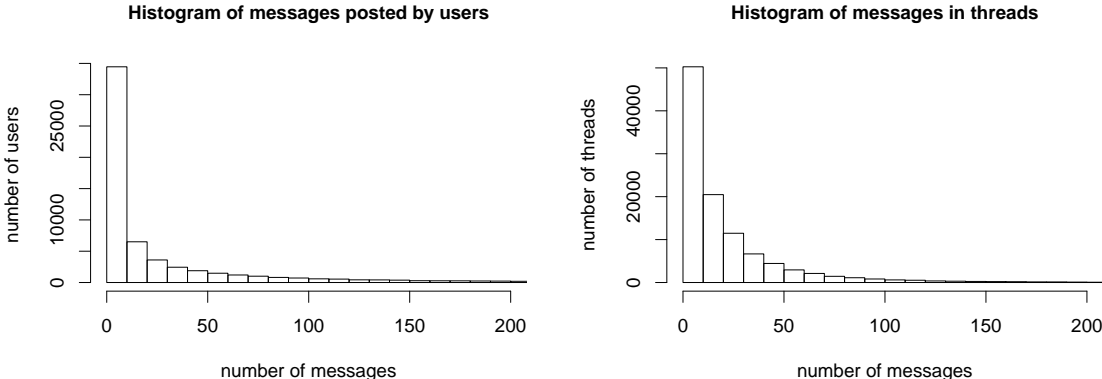 Histogram of messages posted by users
number of users
25000
10000
0
0 50 100 150 200
number of messages
Histogram of messages in threads
number of threads
40000
20000
0
0 50 100 150 200
number of messages